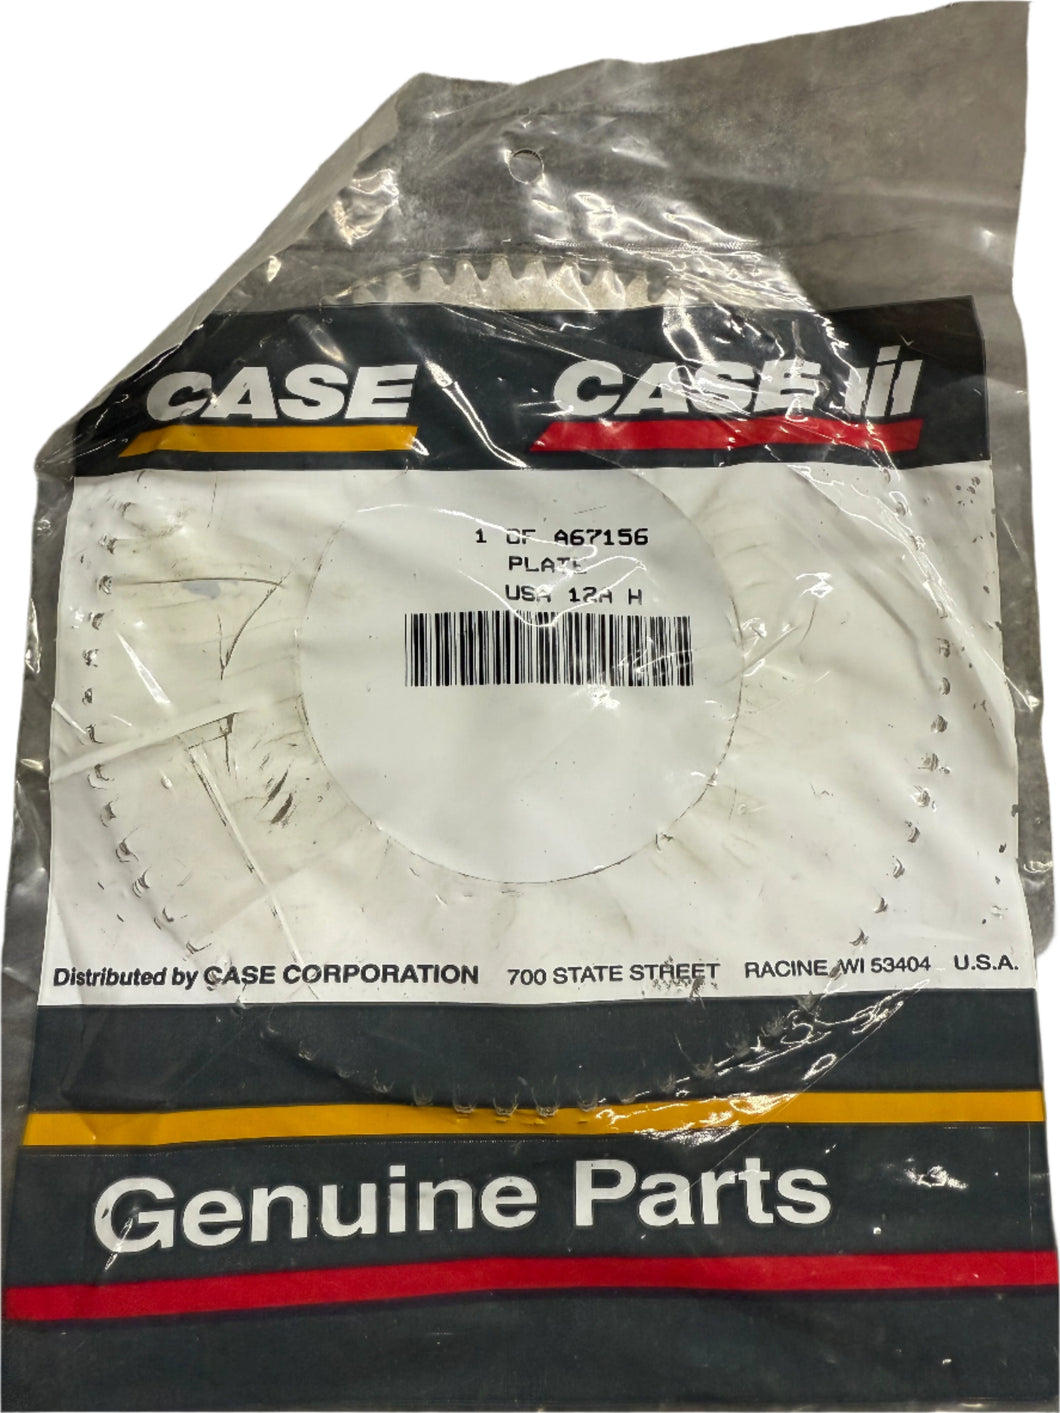 CASE CASE IH
1 OF A67156
PLATE
USA 12A H
Distributed by CASE CORPORATION 700 STATE STREET RACINE, WI 53404 U.S.A.
Genuine Parts